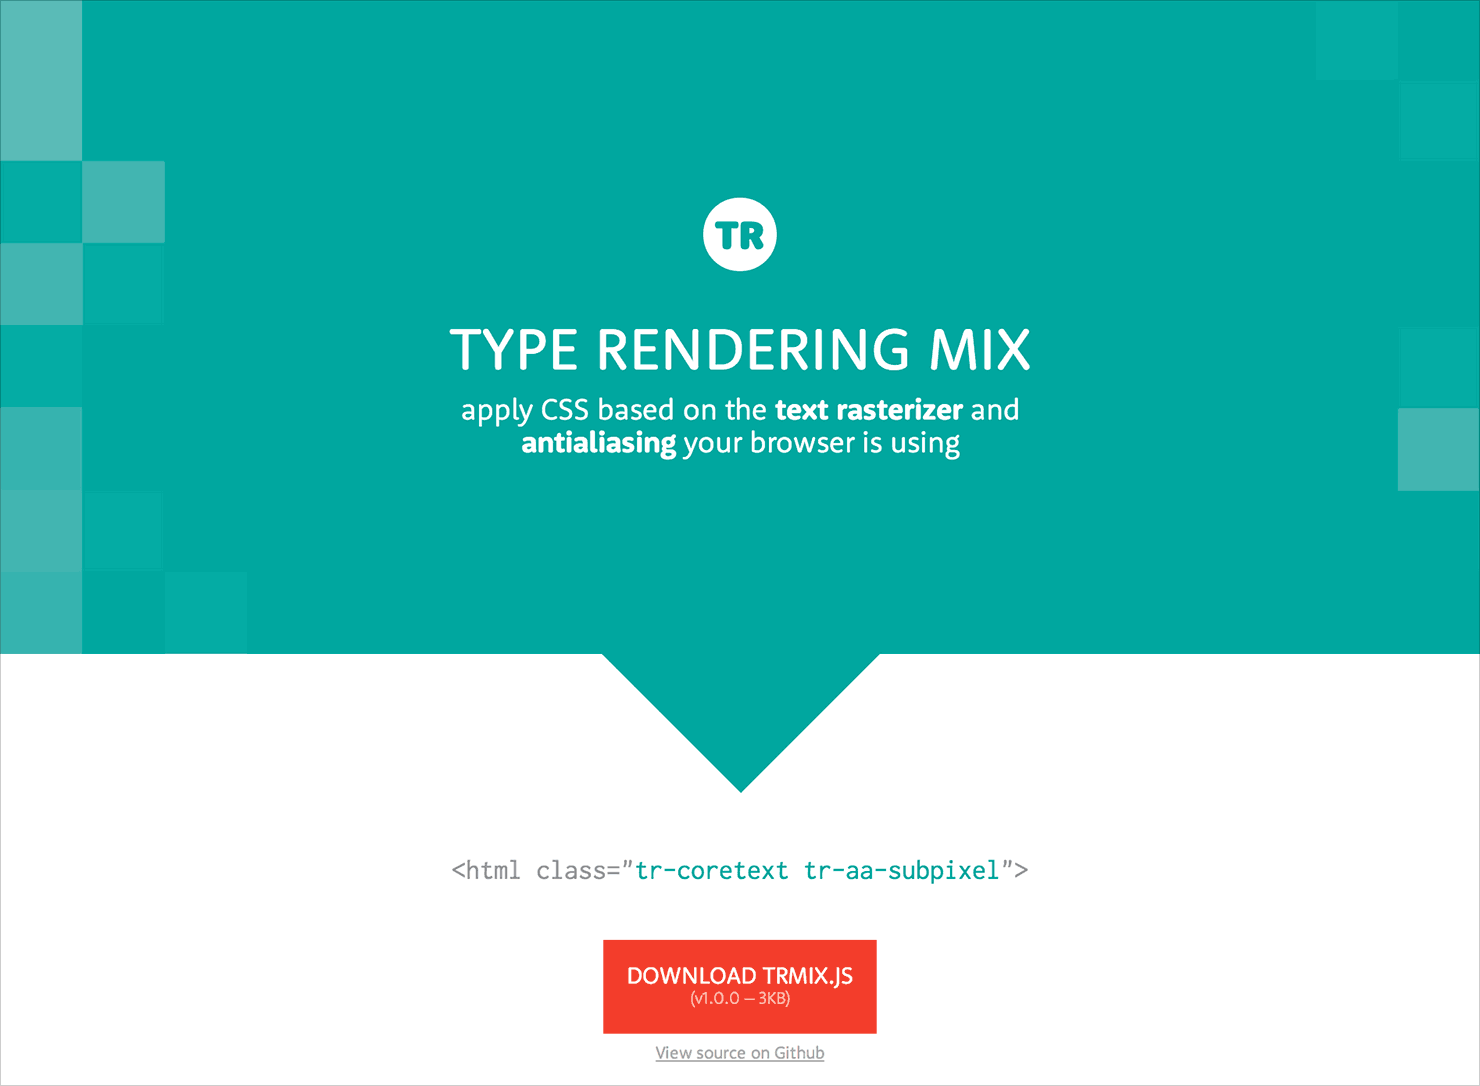 TR
TYPE RENDERING MIX
apply CSS based on the text rasterizer and
antialiasing your browser is using
<html class="tr-coretext tr-aa-subpixel">
DOWNLOAD TRMIX.JS
(v1.0.0 – 3KB)
View source on Github